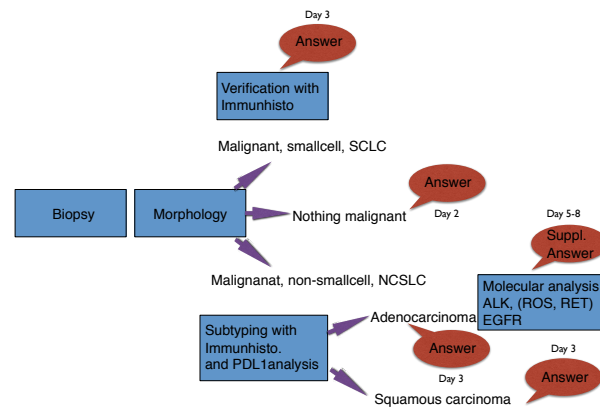 Day 3
Answer
Verification with
Immunhisto
Malignant, smallcell, SCLC
Biopsy
Morphology
Nothing malignant
Answer
Day 2
Malignanat, non-smallcell, NCSLC
Day 5-8
Suppl.
Answer
Molecular analysis
ALK, (ROS, RET)
EGFR
Subtyping with
Immunhisto.
and PDL1analysis
Adenocarcinoma
Answer
Day 3
Squamous carcinoma
Day 3
Answer